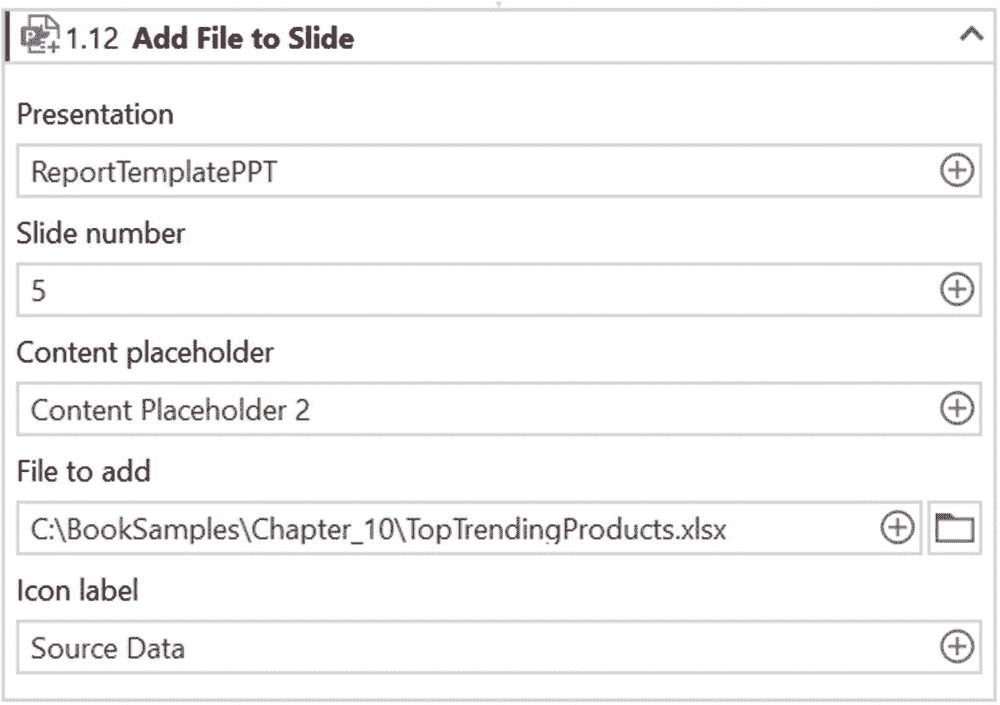 1.12 Add File to Slide
Presentation
ReportTemplatePPT
Slide number
5
Content placeholder
Content Placeholder 2
File to add
C:\BookSamples\Chapter_10\TopTrendingProducts.xlsx
Icon label
Source Data